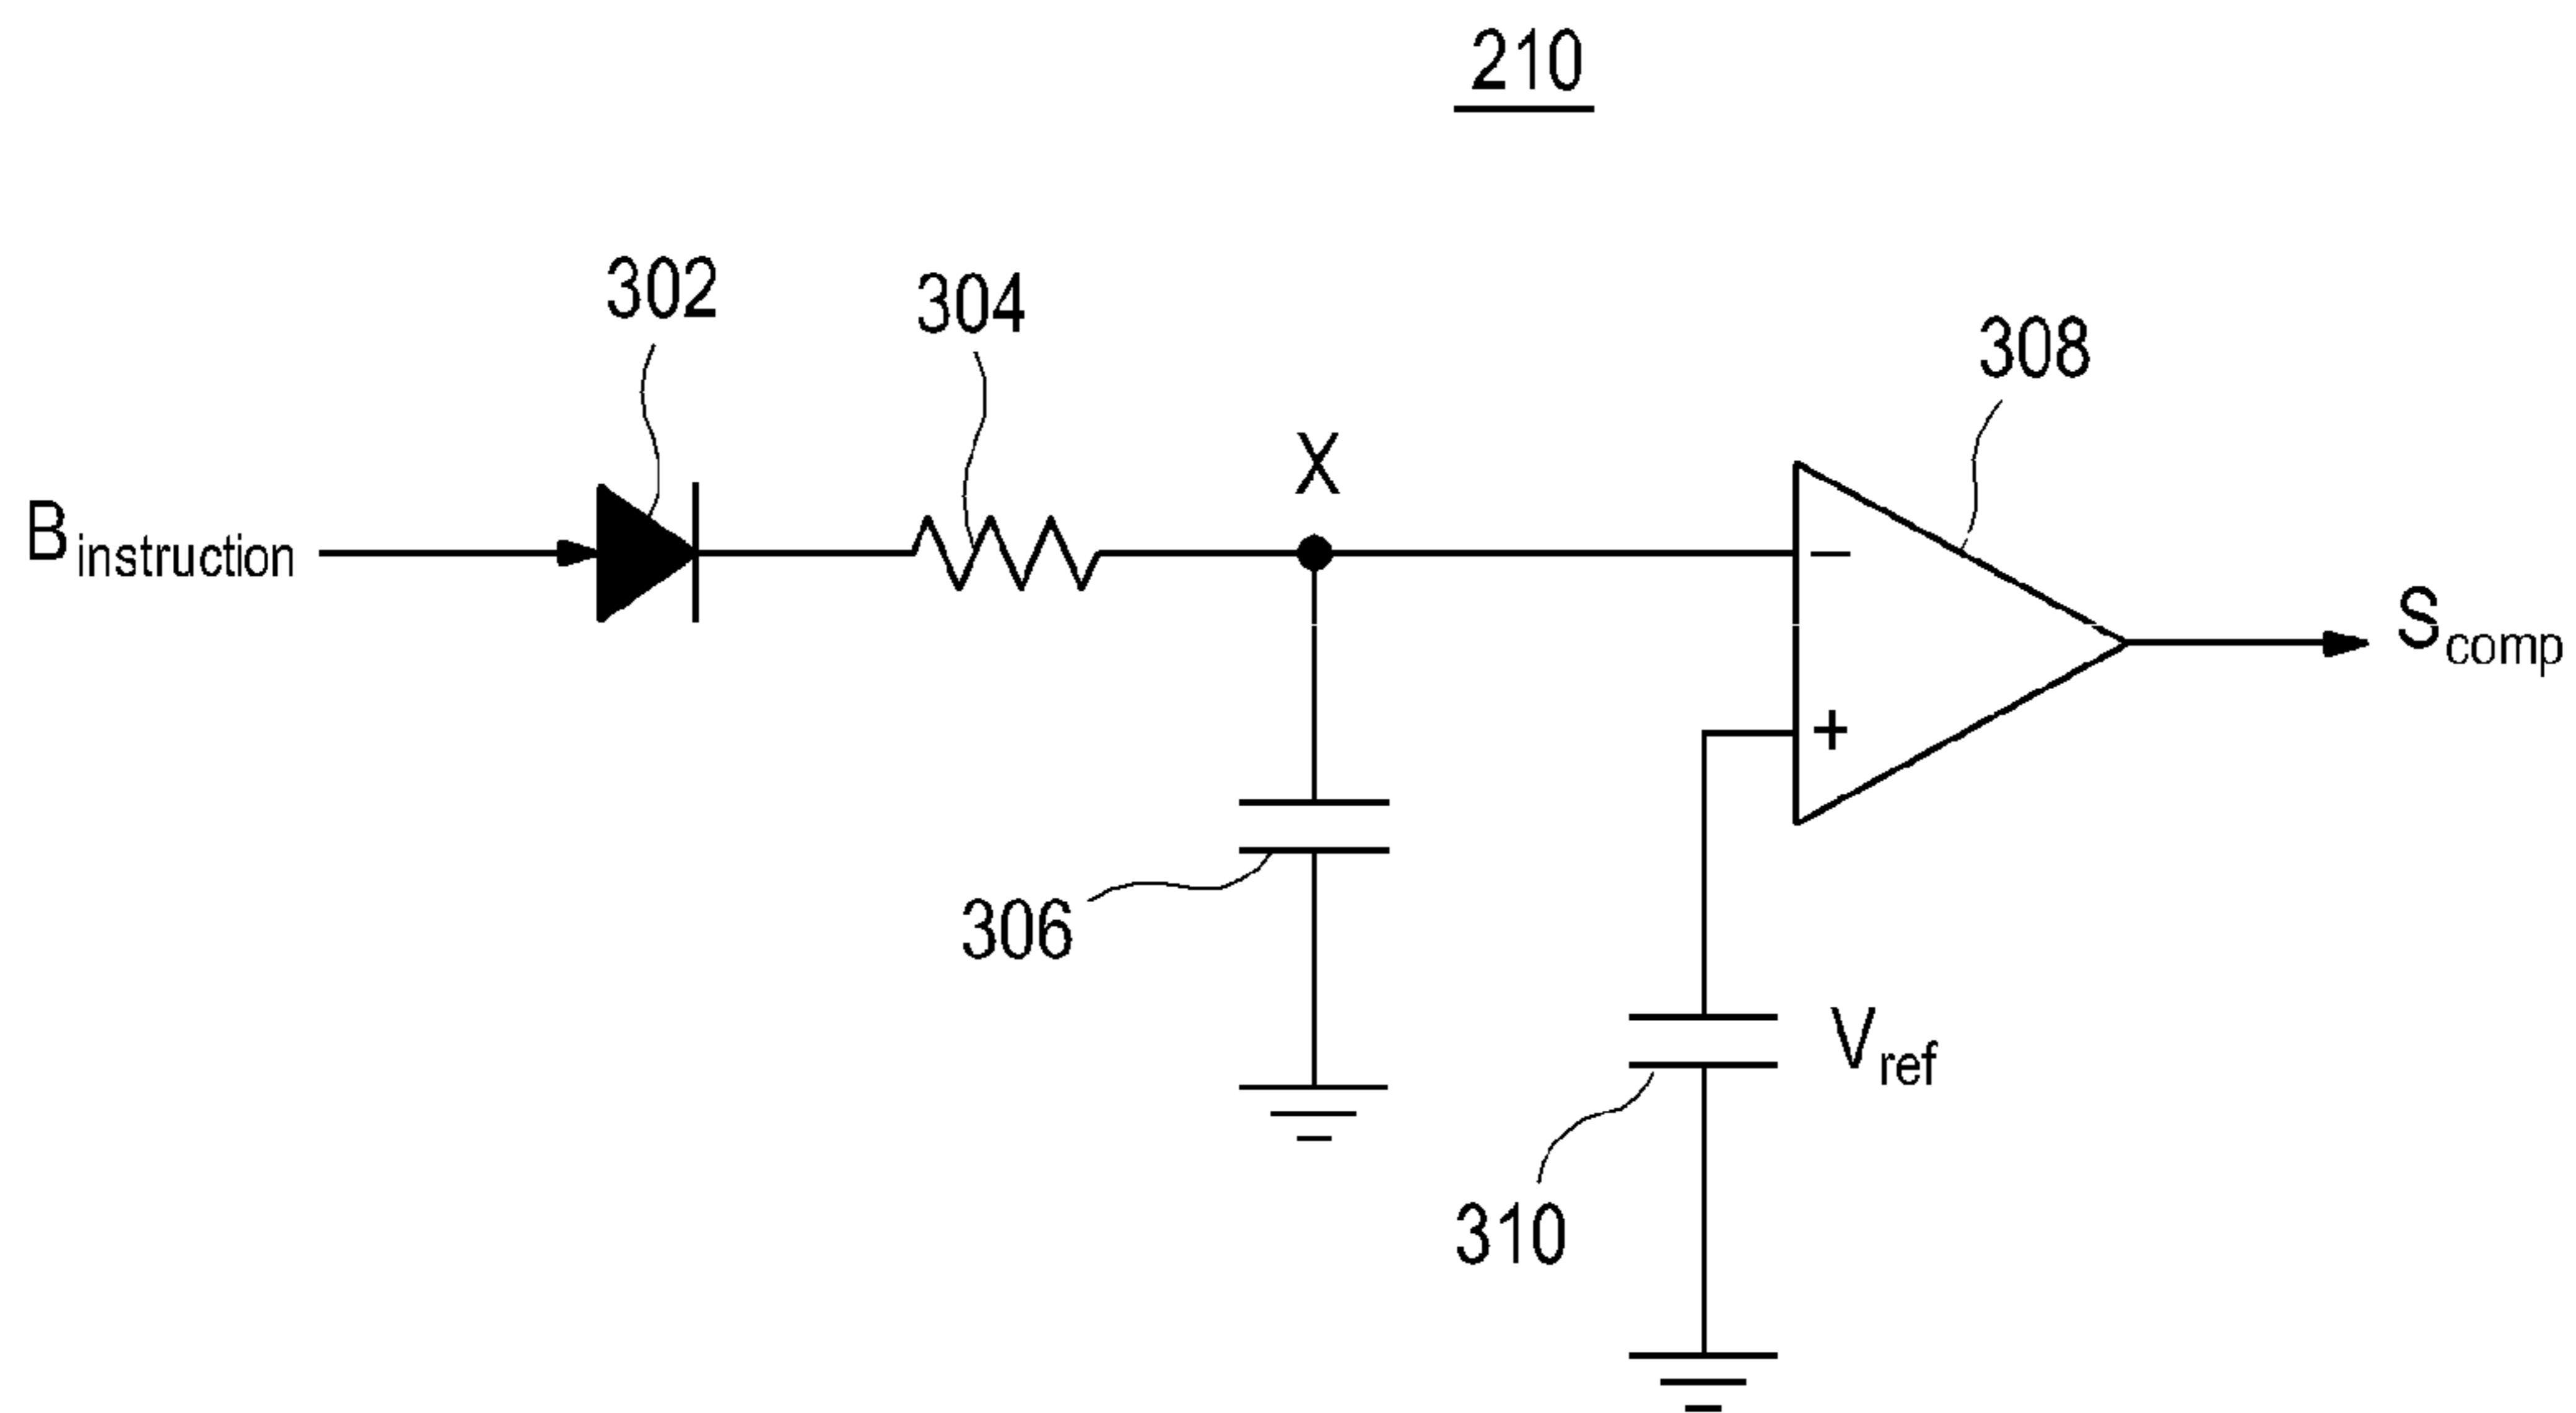 210
302
304
308
X
B instruction
−
S comp
+
306
V ref
310